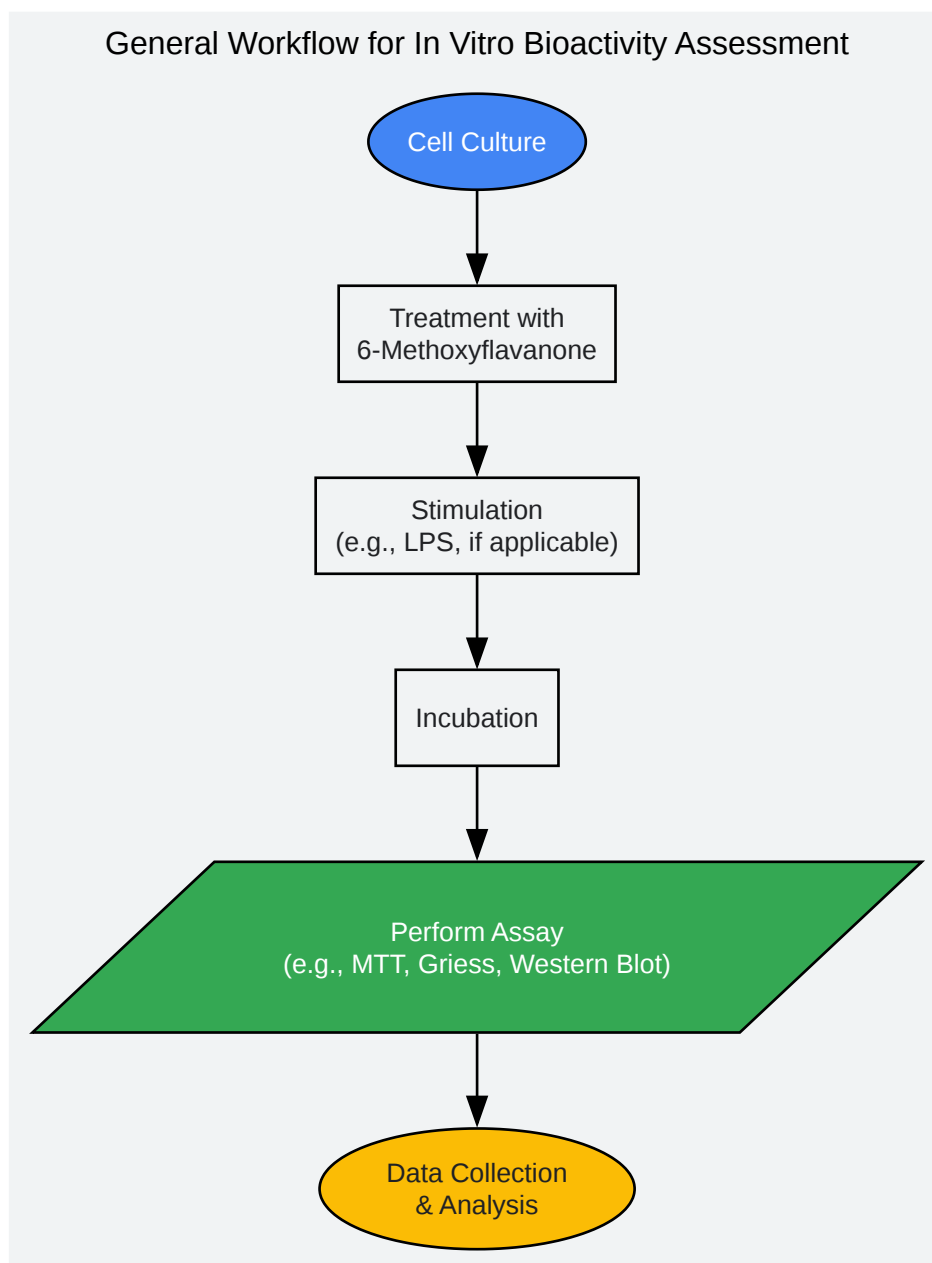 General Workflow for In Vitro Bioactivity Assessment
Cell Culture
Treatment with
6-Methoxyflavanone
Stimulation
(e.g., LPS, if applicable)
Incubation
Perform Assay
(e.g., MTT, Griess, Western Blot)
Data Collection
& Analysis